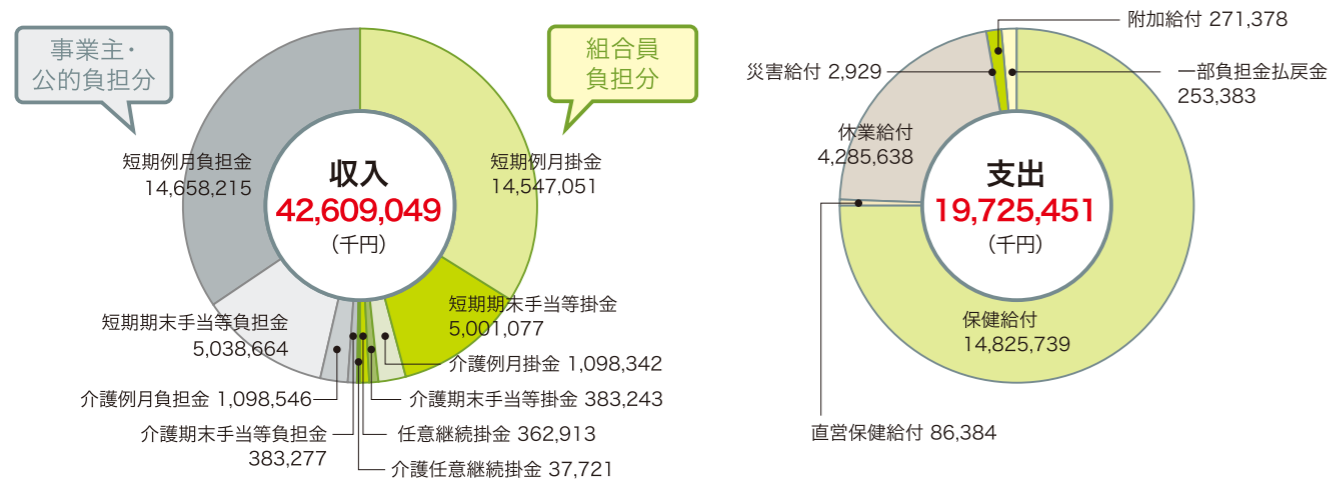 事業主・
公的負担分
組合員
負担分
収入
42,609,049
（千円）
短期例月掛金
14,547,051
短期期末手当等掛金
5,001,077
介護例月掛金 1,098,342
介護期末手当等掛金 383,243
任意継続掛金 362,913
介護任意継続掛金 37,721
介護期末手当等負担金
383,277
介護例月負担金 1,098,546
短期期末手当等負担金
5,038,664
短期例月負担金
14,658,215
支出
19,725,451
（千円）
附加給付 271,378
一部負担金払戻金
253,383
災害給付 2,929
休業給付
4,285,638
保健給付
14,825,739
直営保健給付 86,384